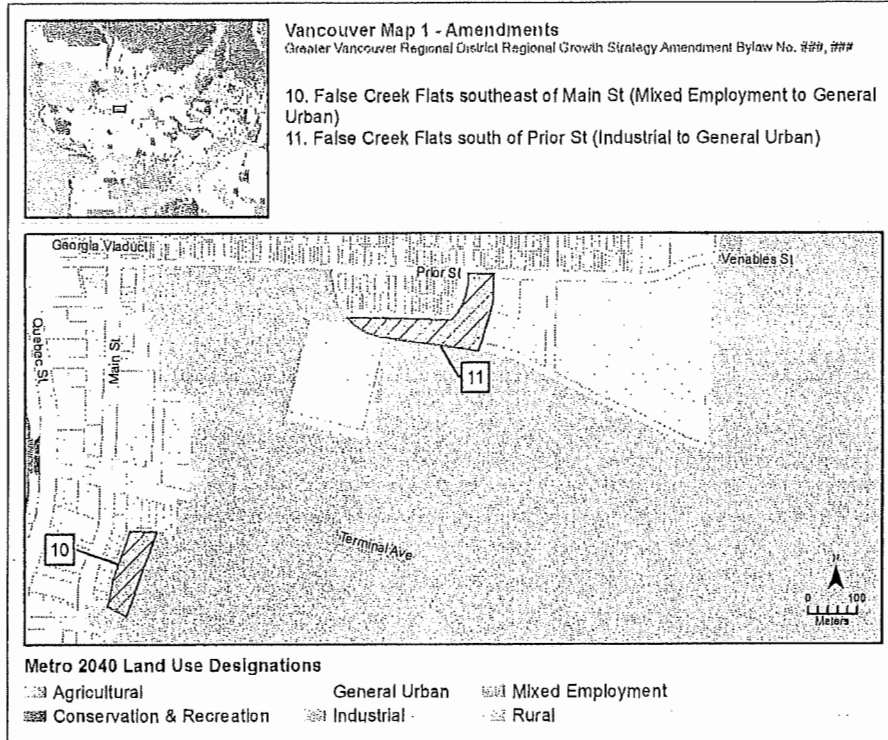 Vancouver Map 1 - Amendments
Greater Vancouver Regional District Regional Growth Strategy Amendment Bylaw No. ###, ###
10. False Creek Flats southeast of Main St (Mixed Employment to General
Urban)
11. False Creek Flats south of Prior St (Industrial to General Urban)
Georgia Viaduct
Prior St
Venables St
Quebec St.
Main St.
11
10
Terminal Ave
N
0 100
Meters
Metro 2040 Land Use Designations
Agricultural
General Urban
Mixed Employment
Conservation & Recreation
Industrial
Rural